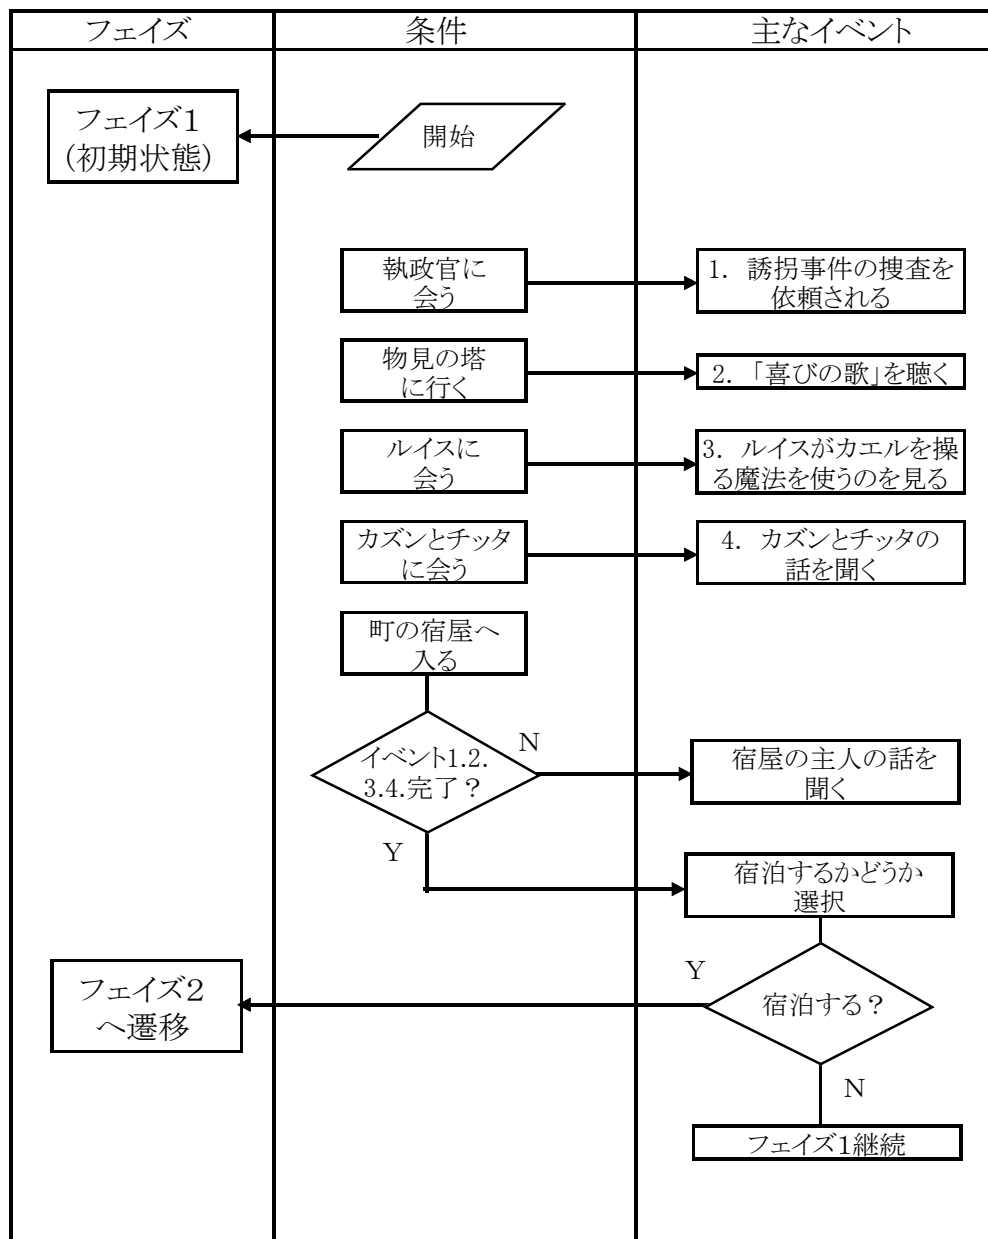 フェイズ
条件
主なイベント
フェイズ１
(初期状態)
開始
執政官に
会う
1. 誘拐事件の捜査を
依頼される
物見の塔
に行く
2. 「喜びの歌」を聴く
ルイスに
会う
3. ルイスがカエルを操
る魔法を使うのを見る
カズンとチッタ
に会う
4. カズンとチッタの
話を聞く
町の宿屋へ
入る
イベント1.2.
3.4.完了？
N
宿屋の主人の話を
聞く
Y
宿泊するかどうか
選択
フェイズ２
へ遷移
Y
宿泊する？
N
フェイズ１継続